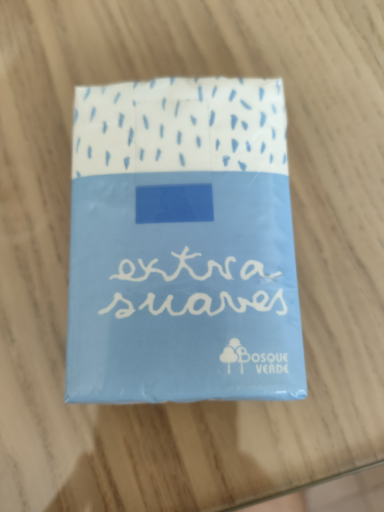 extra
suaves
BOSQUE
VERDE